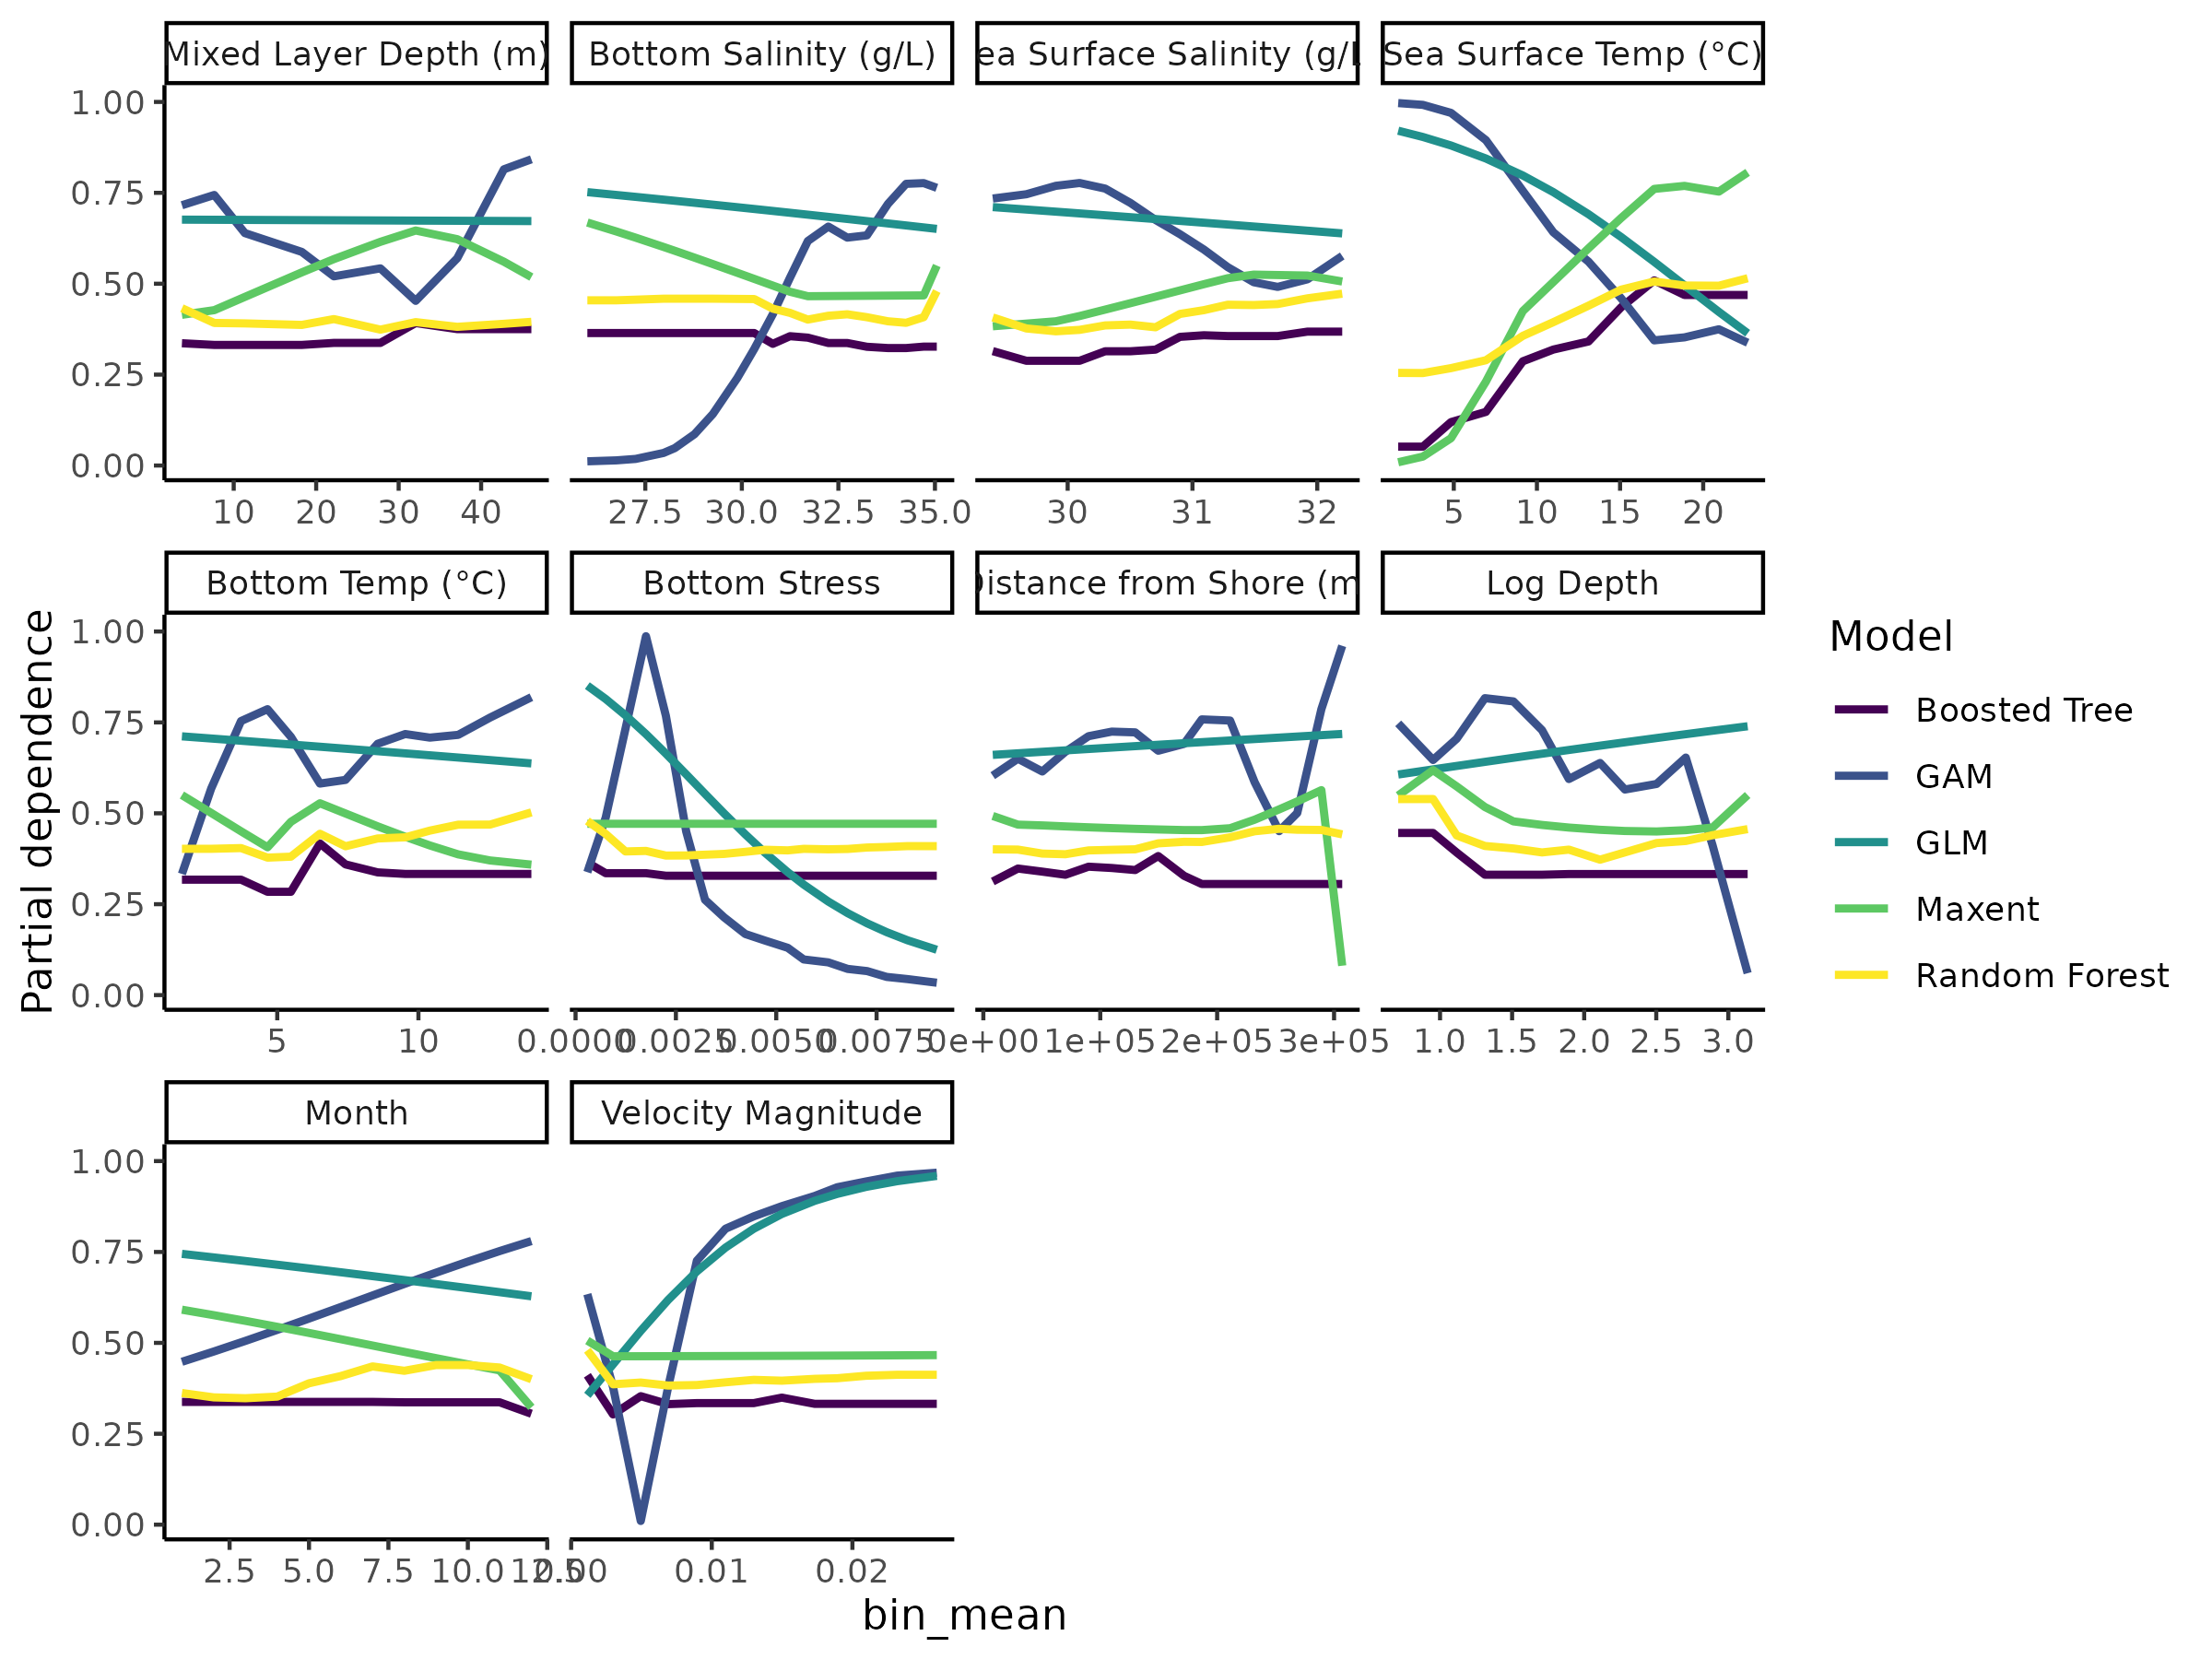 Mixed Layer Depth (m)
Bottom Salinity (g/L)
ea Surface Salinity (g/L
Sea Surface Temp (°C)
1.00
0.75
0.50
0.25
0.00
10 20 30 40
27.5 30.0 32.5 35.0
30 31 32
5 10 15 20
Bottom Temp (°C)
Bottom Stress
Distance from Shore (m
Log Depth
1.00
0.75
0.50
0.25
0.00
5 10
0.0000 0.0025 0.0050 0.0075
0e+00 1e+05 2e+05 3e+05
1.0 1.5 2.0 2.5 3.0
Month
Velocity Magnitude
1.00
0.75
0.50
0.25
0.00
2.5 5.0 7.5 10.0 12.5
0.00 0.01 0.02
Partial dependence
bin_mean
Model
Boosted Tree
GAM
GLM
Maxent
Random Forest